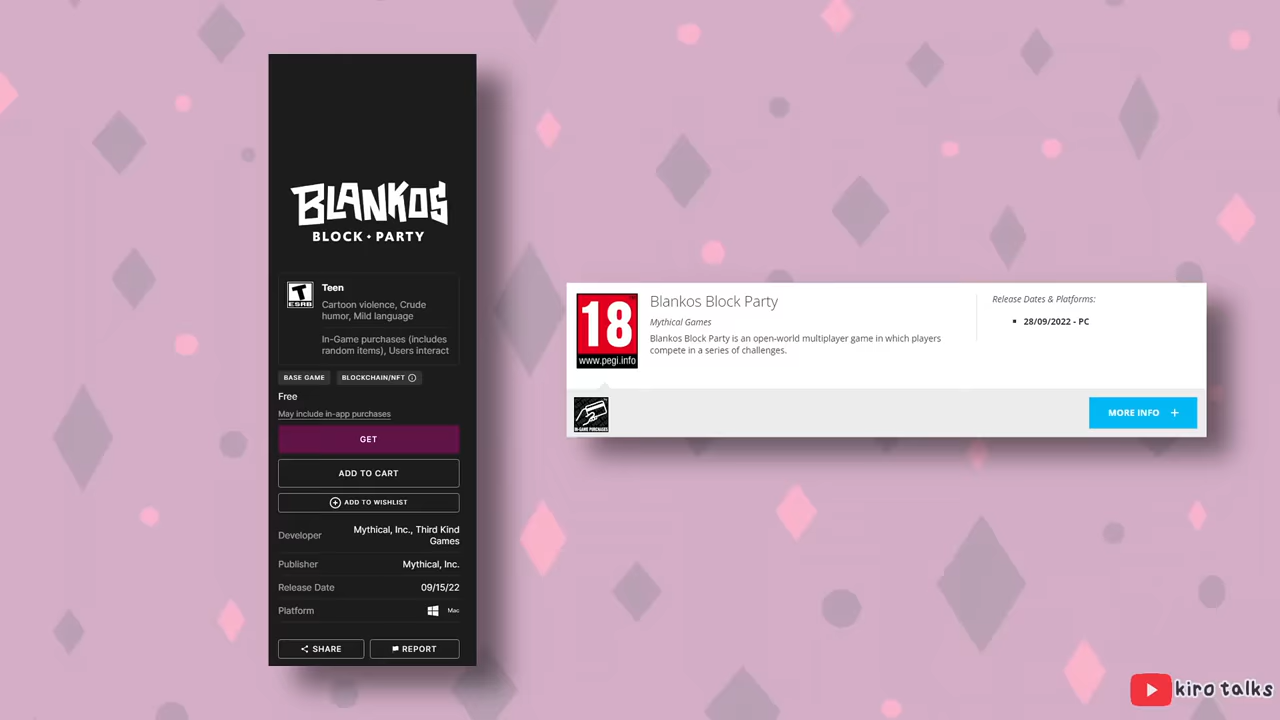 BLANKOS
BLOCK • PARTY
T
ESRB
Teen
Cartoon violence, Crude
humor, Mild language
In-Game purchases (includes
random items), Users interact
BASE GAME
BLOCKCHAIN/NFT
Free
May include in-app purchases
GET
ADD TO CART
ADD TO WISHLIST
Developer
Mythical, Inc., Third Kind
Games
Publisher
Mythical, Inc.
Release Date
09/15/22
Platform
Mac
SHARE
REPORT
18
www.pegi.info
Blankos Block Party
Mythical Games
Blankos Block Party is an open-world multiplayer game in which players
compete in a series of challenges.
Release Dates & Platforms:
28/09/2022 - PC
IN-GAME PURCHASES
MORE INFO +
kiro talks